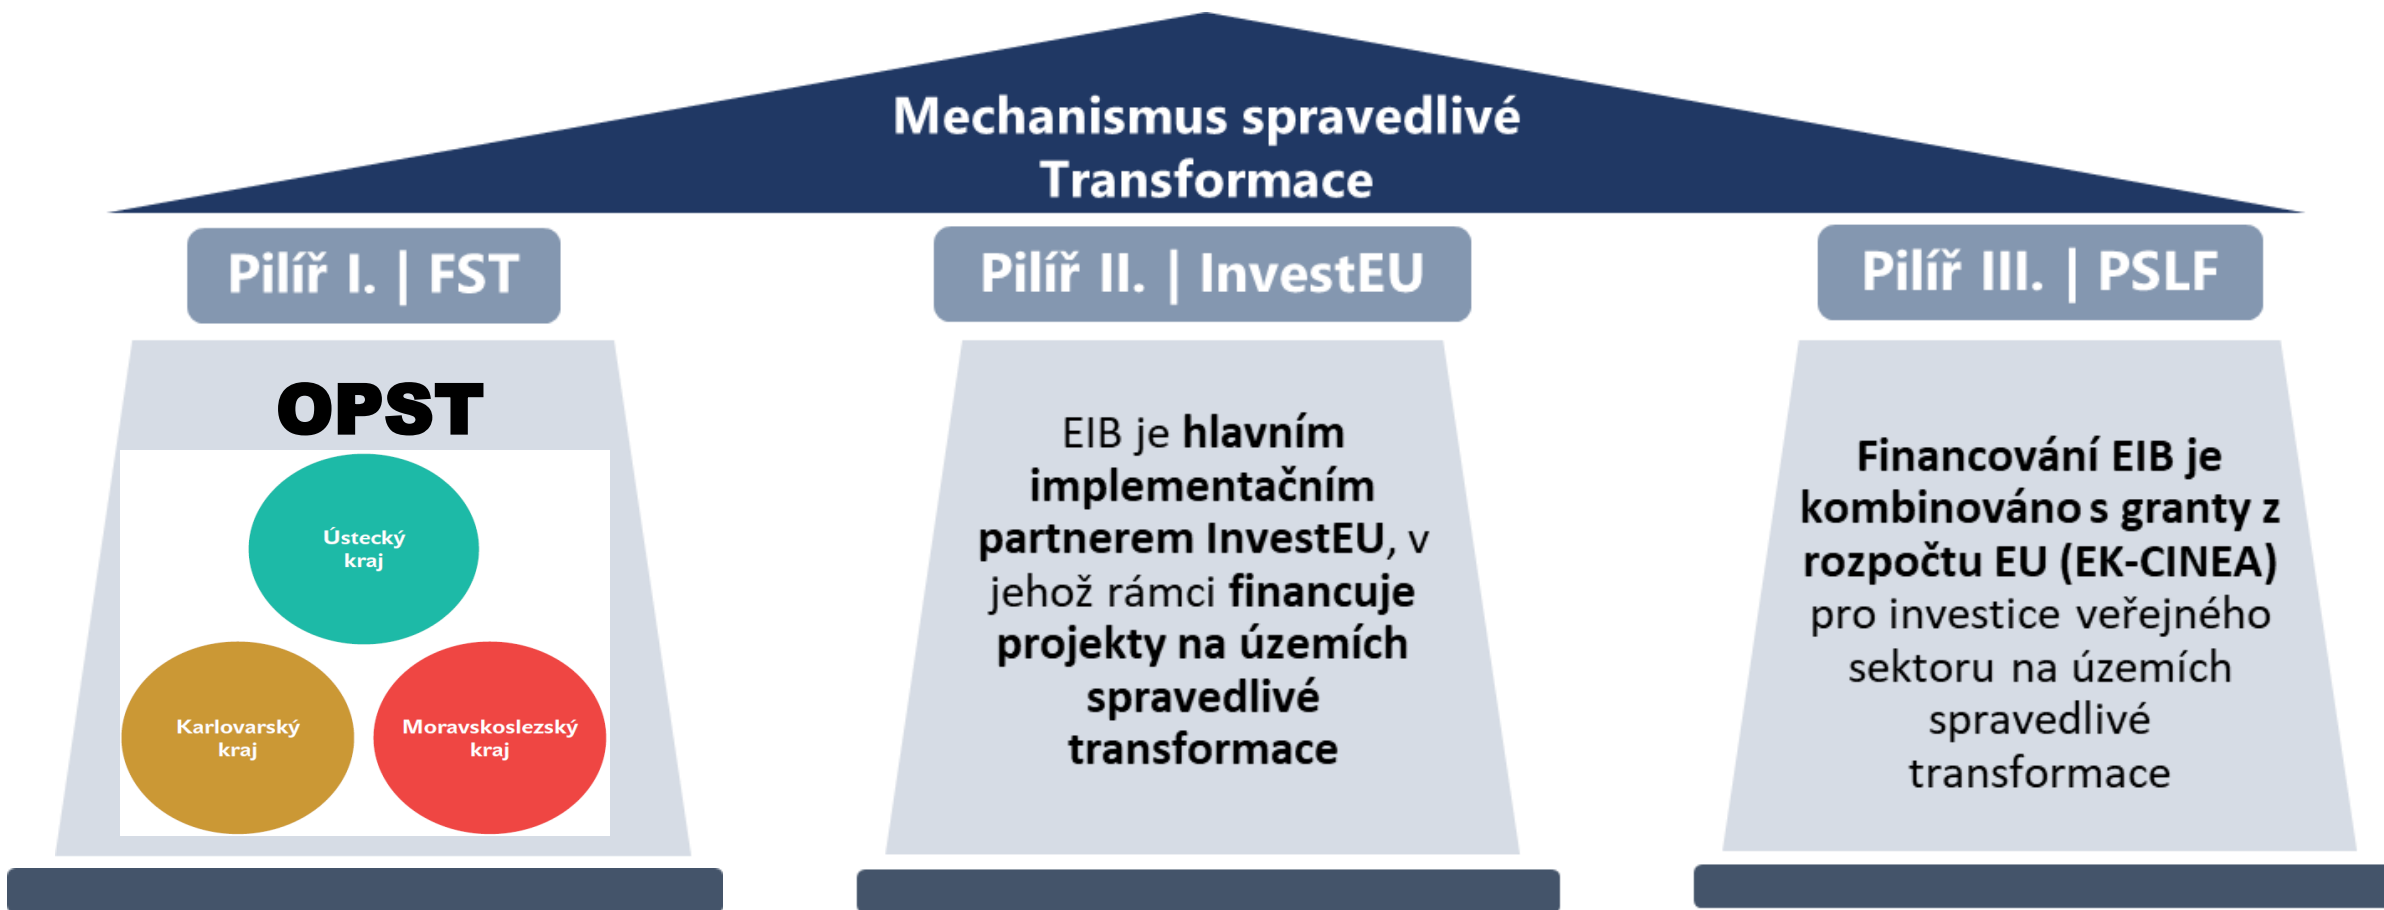 Mechanismus spravedlivé
Transformace
Pilíř I. | FST
OPST
Ústecký
kraj
Karlovarský
kraj
Moravskoslezský
kraj
Pilíř II. | InvestEU
EIB je hlavním
implementačním
partnerem InvestEU, v
jehož rámci financuje
projekty na územích
spravedlivé
transformace
Pilíř III. | PSLF
Financování EIB je
kombinováno s granty z
rozpočtu EU (EK-CINEA)
pro investice veřejného
sektoru na územích
spravedlivé
transformace